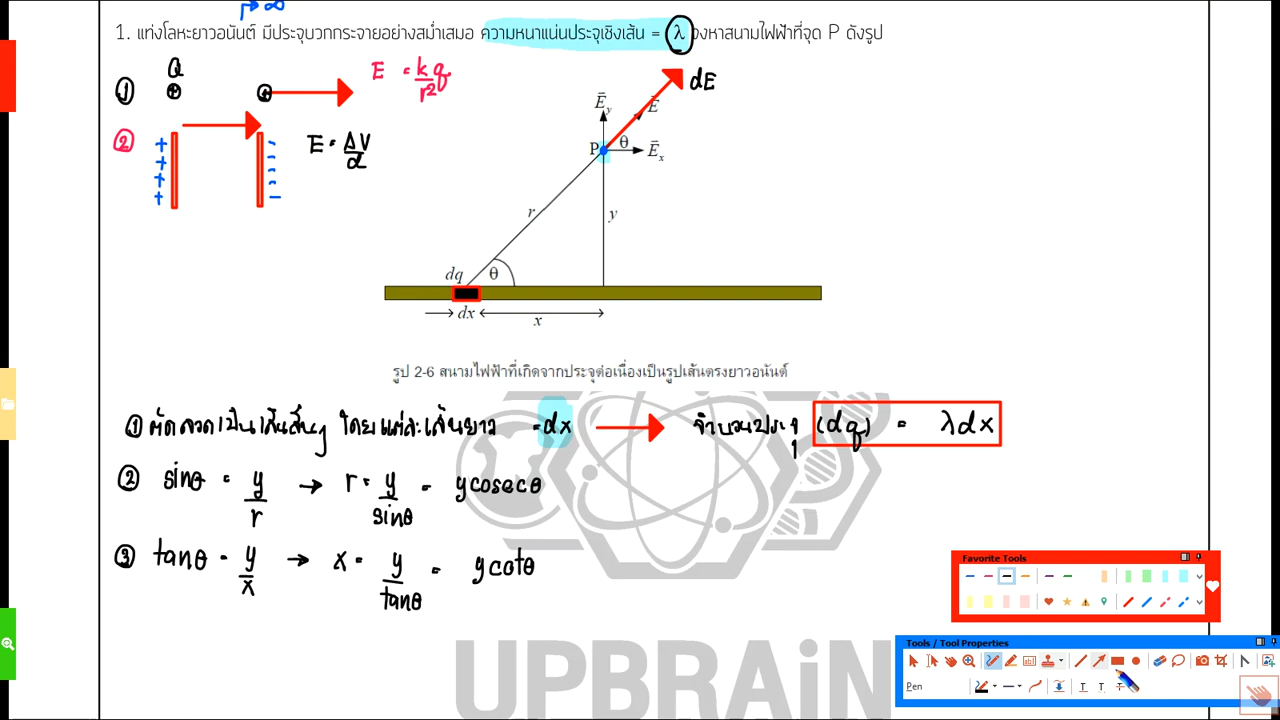 r→∞
1. แท่งโลหะยาวอนันต์ มีประจุบวกกระจายอย่างสม่ำเสมอ ความหนาแน่นประจุเชิงเส้น = λ จงหาสนามไฟฟ้าที่จุด P ดังรูป
① Q E = kq/r²
② + + + + - - - - - E = ΔV/d
dE
E⃗y E⃗
P θ E⃗x
r y
dq θ
dx x
รูป 2-6 สนามไฟฟ้าที่เกิดจากประจุต่อเนื่องเป็นรูปเส้นตรงยาวอนันต์
① ตัดลวดเป็นเส้นสั้นๆ โดยแต่ละเส้นยาว = dx → จำนวนประจุ (dq) = λdx
② sinθ = y/r → r = y/sinθ = ycosecθ
③ tanθ = y/x → x = y/tanθ = ycotθ
UPBRAiN
Favorite Tools
Tools / Tool Properties
Pen